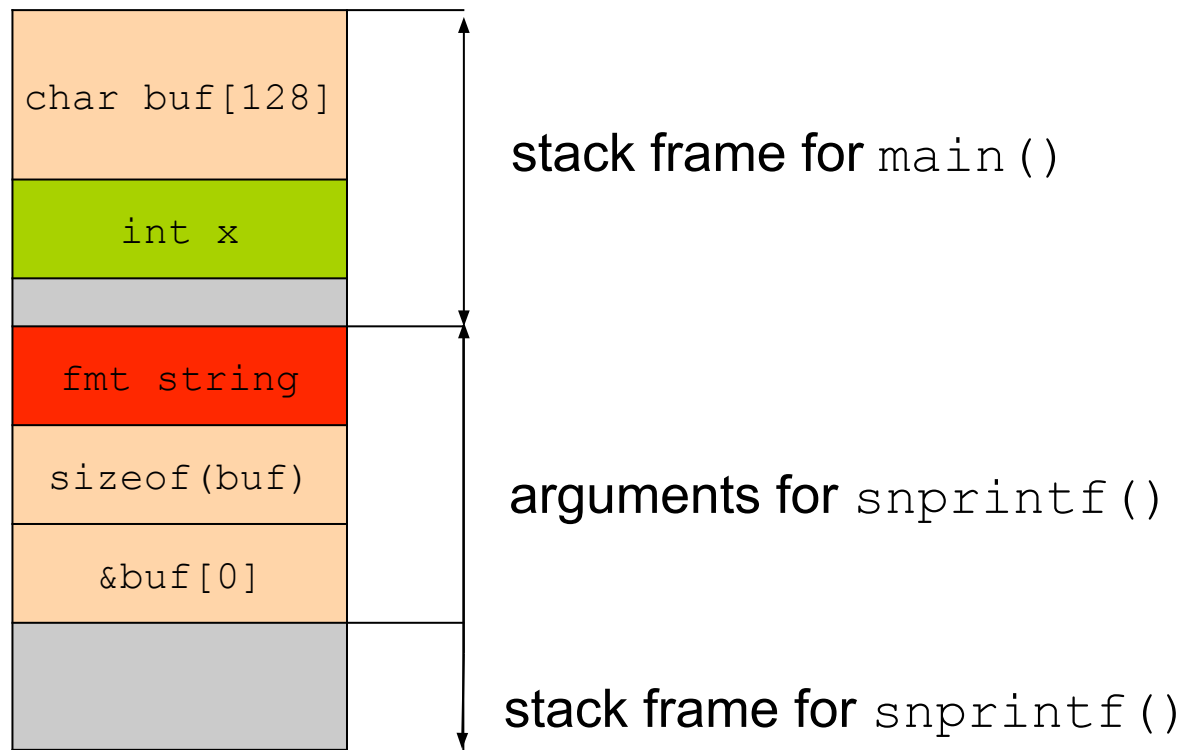 char buf[128]
stack frame for main()
int x
fmt string
sizeof(buf)
arguments for snprintf()
&buf[0]
stack frame for snprintf()